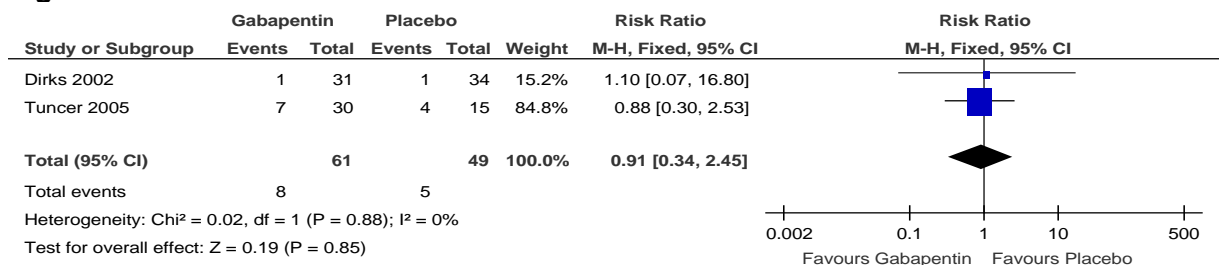 Gabapentin Placebo Risk Ratio Risk Ratio
Study or Subgroup Events Total Events Total Weight M-H, Fixed, 95% CI M-H, Fixed, 95% CI
Dirks 2002 1 31 1 34 15.2% 1.10 [0.07, 16.80]
Tuncer 2005 7 30 4 15 84.8% 0.88 [0.30, 2.53]
Total (95% CI) 61 49 100.0% 0.91 [0.34, 2.45]
Total events 8 5
Heterogeneity: Chi² = 0.02, df = 1 (P = 0.88); I² = 0%
Test for overall effect: Z = 0.19 (P = 0.85)
0.002 0.1 1 10 500
Favours Gabapentin Favours Placebo